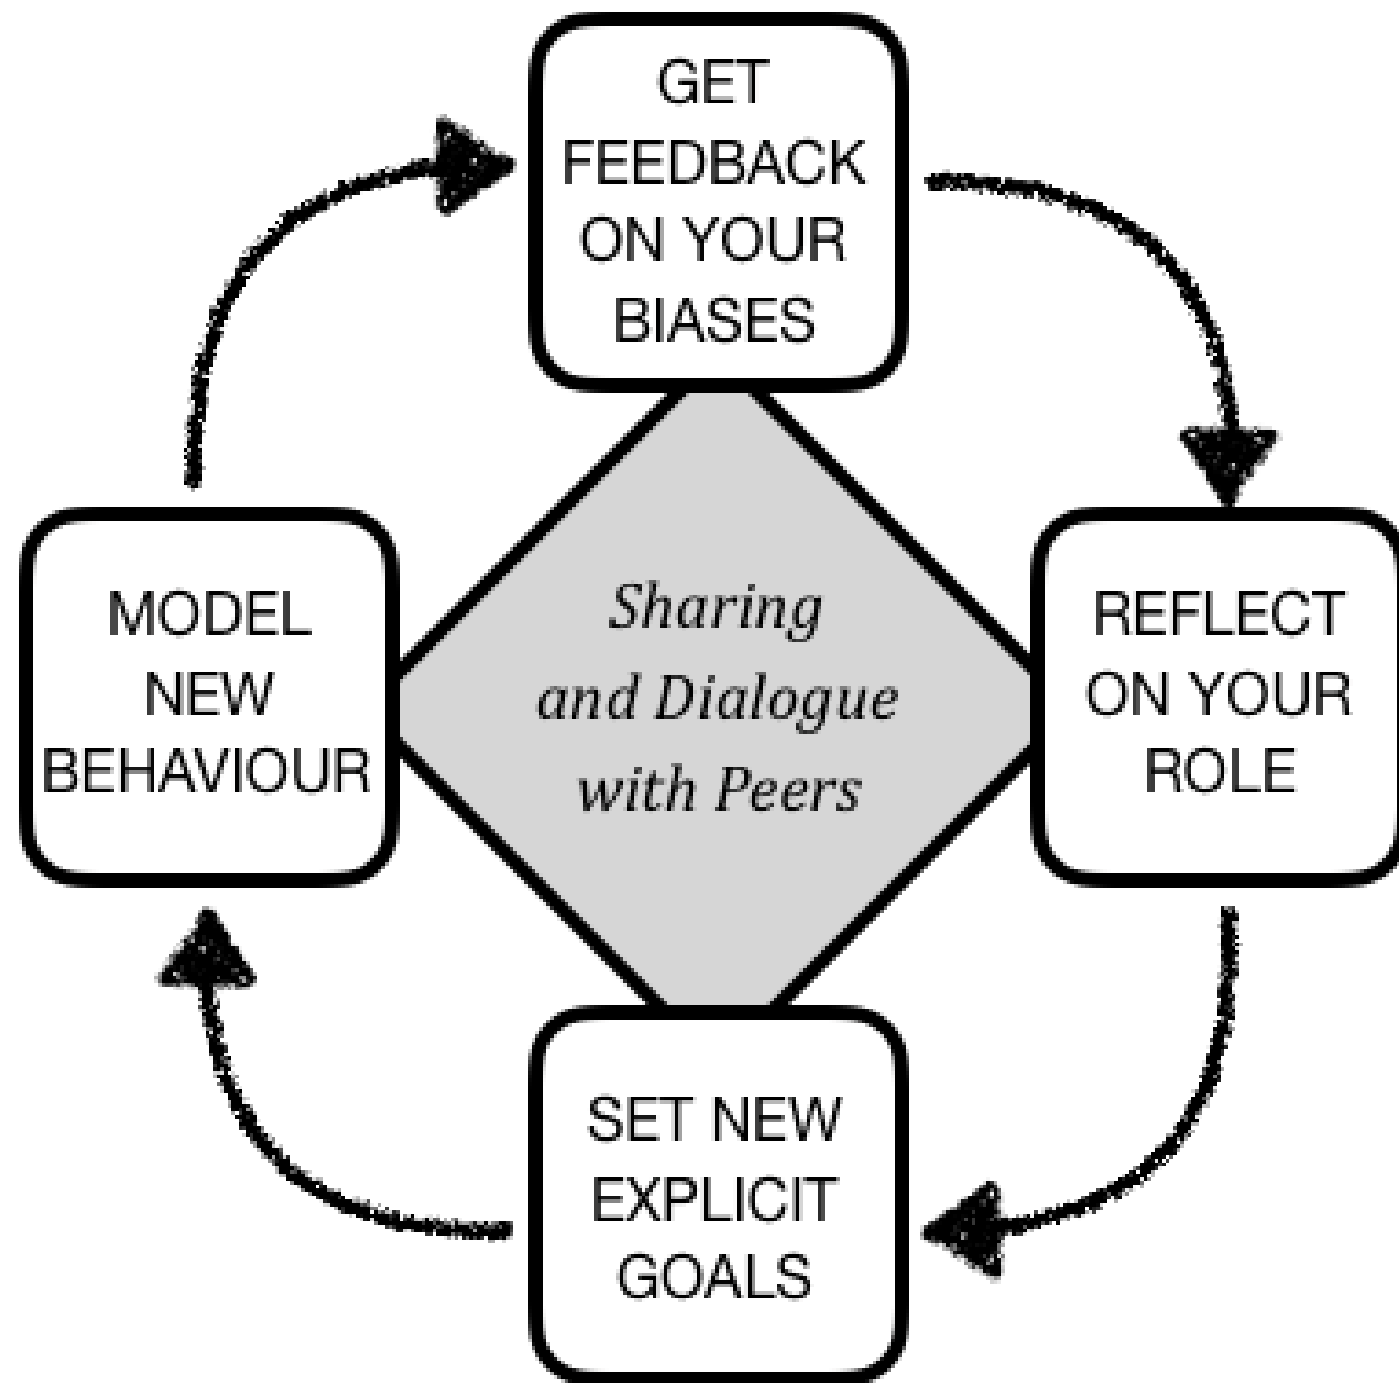 GET
FEEDBACK
ON YOUR
BIASES
REFLECT
ON YOUR
ROLE
SET NEW
EXPLICIT
GOALS
MODEL
NEW
BEHAVIOUR
Sharing
and Dialogue
with Peers